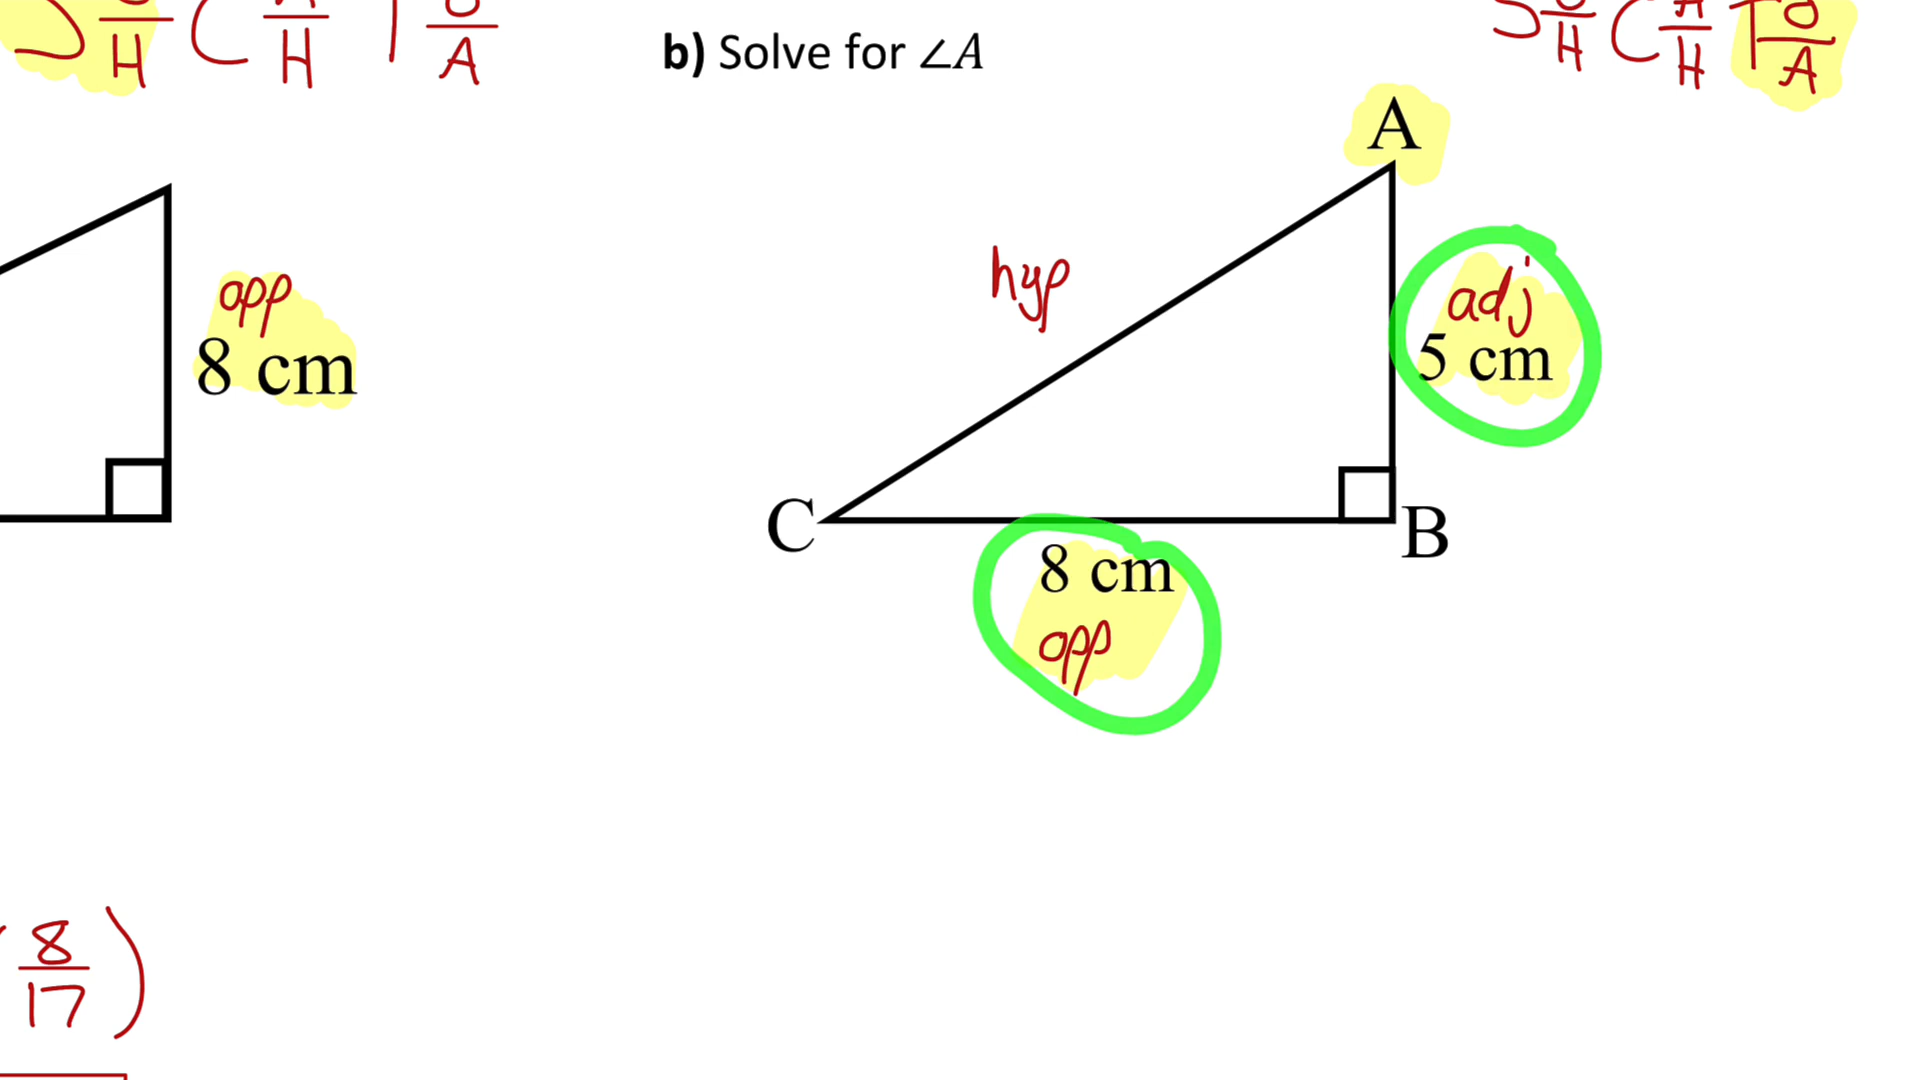 S O/H C A/H T O/A
b) Solve for ∠A
S O/H C A/H T O/A
A
hyp
opp
8 cm
adj
5 cm
C
B
8 cm
opp
8/17 )